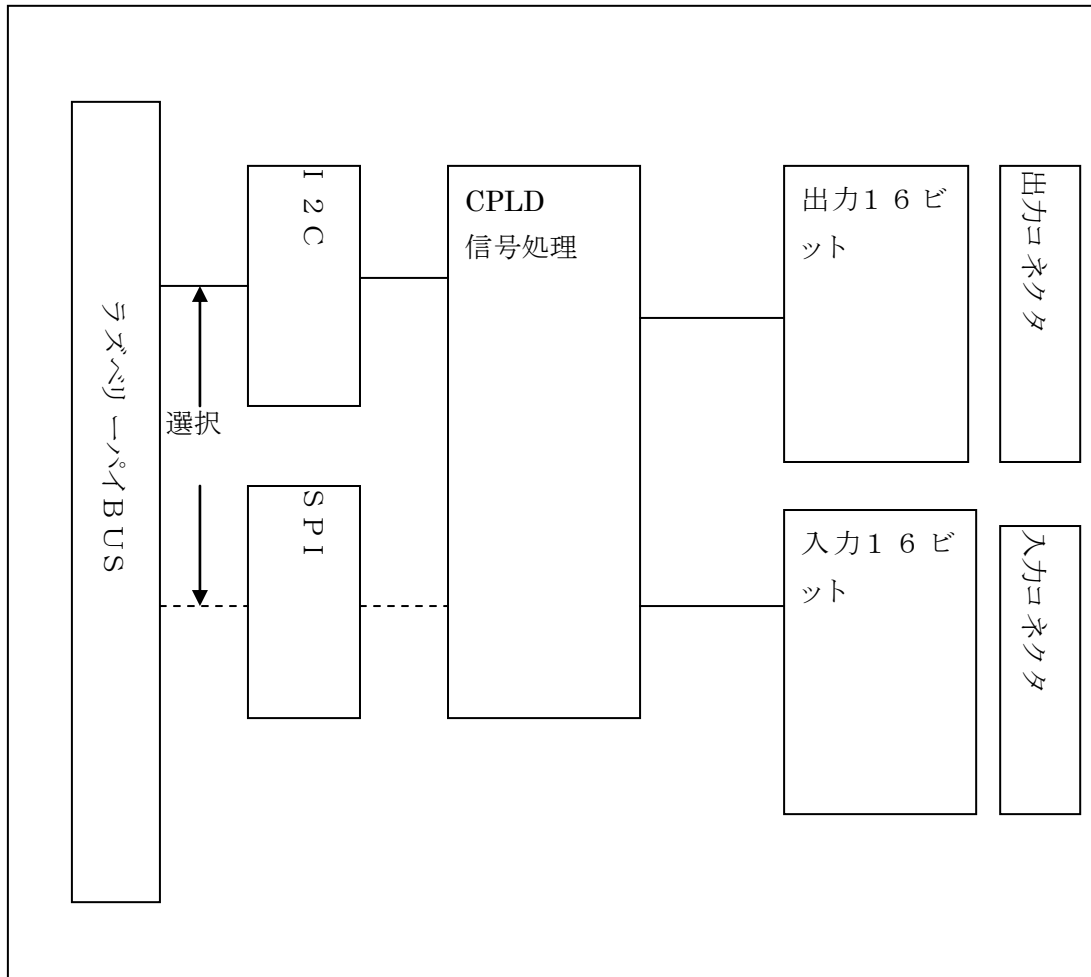 ラズベリーパイBUS
I2C
選択
SPI
CPLD
信号処理
出力16ビ
ット
出力コネクタ
入力16ビ
ット
入力コネクタ